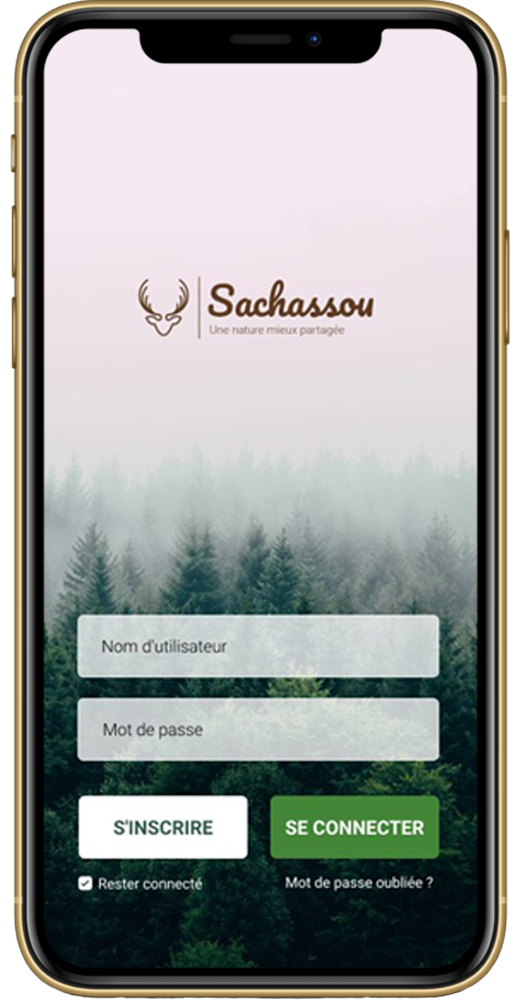 Sachassou
Une nature mieux partagée
Nom d'utilisateur
Mot de passe
S'INSCRIRE
SE CONNECTER
Rester connecté
Mot de passe oubliée ?